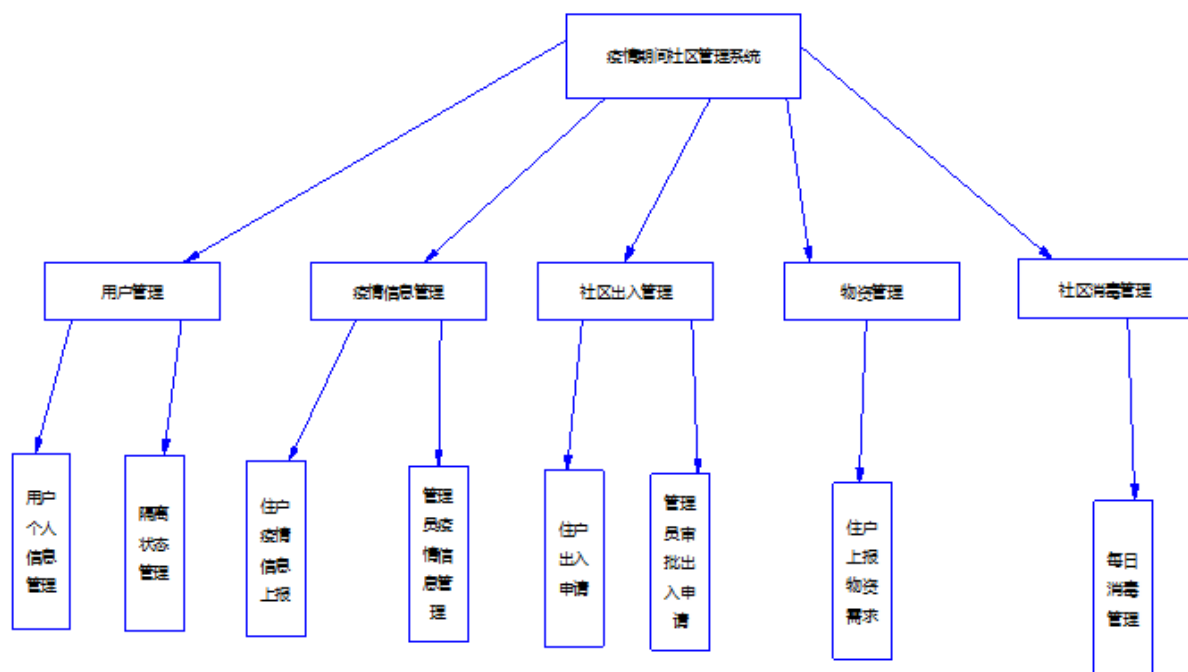 疫情期间社区管理系统
用户管理
疫情信息管理
社区出入管理
物资管理
社区消毒管理
用户
个人
信息
管理
隔离
状态
管理
住户
疫情
信息
上报
管理
员疫
情信
息管
理
住户
出入
申请
管理
员审
批出
入申
请
住户
上报
物资
需求
每日
消毒
管理